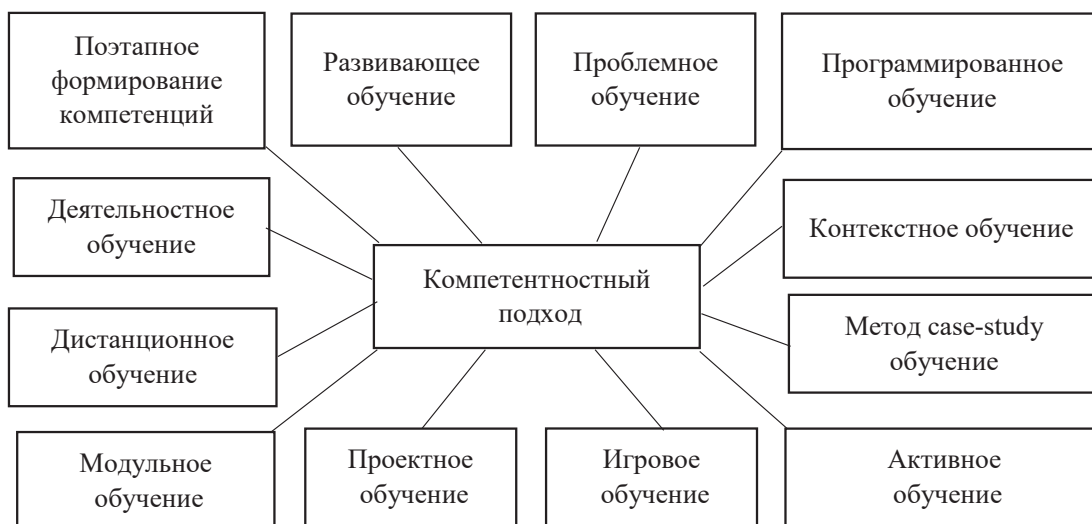 Поэтапное
формирование
компетенций
Развивающее
обучение
Проблемное
обучение
Программированное
обучение
Деятельностное
обучение
Контекстное обучение
Компетентностный
подход
Дистанционное
обучение
Метод case-study
обучение
Модульное
обучение
Проектное
обучение
Игровое
обучение
Активное
обучение